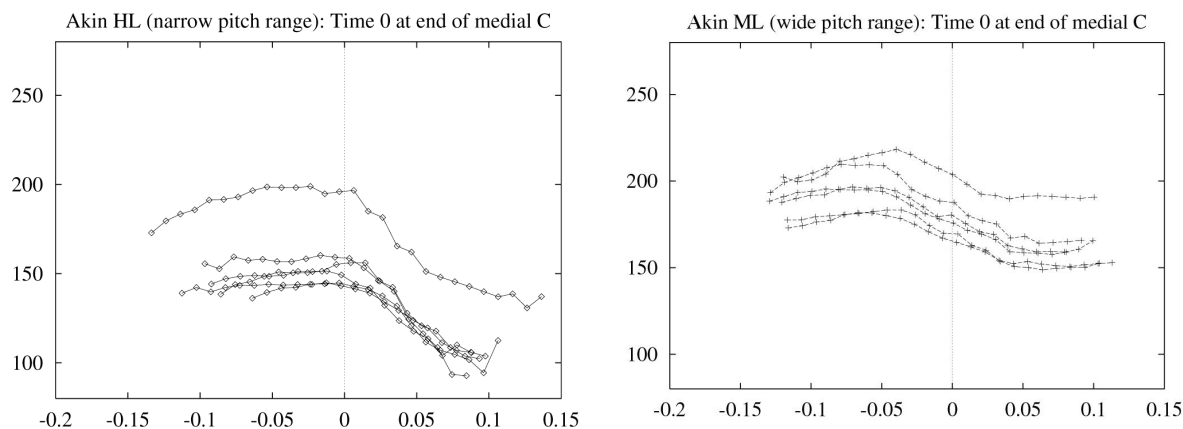 Akin HL (narrow pitch range): Time 0 at end of medial C
250
200
150
100
-0.2 -0.15 -0.1 -0.05 0 0.05 0.1 0.15
Akin ML (wide pitch range): Time 0 at end of medial C
250
200
150
100
-0.2 -0.15 -0.1 -0.05 0 0.05 0.1 0.15